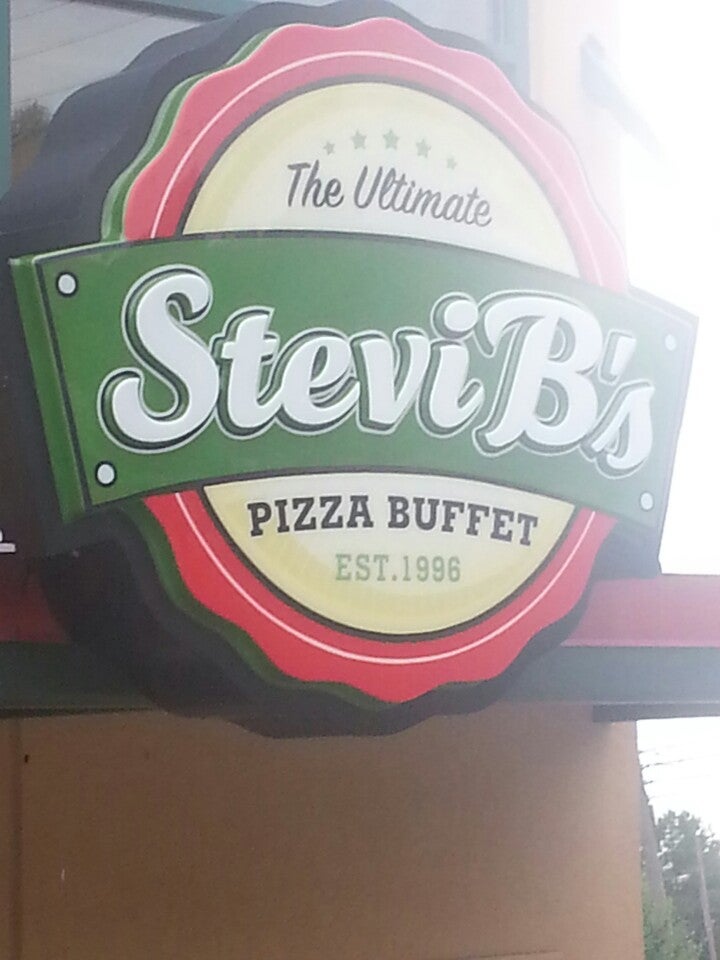 The Ultimate
Stevi B's
PIZZA BUFFET
EST.1996